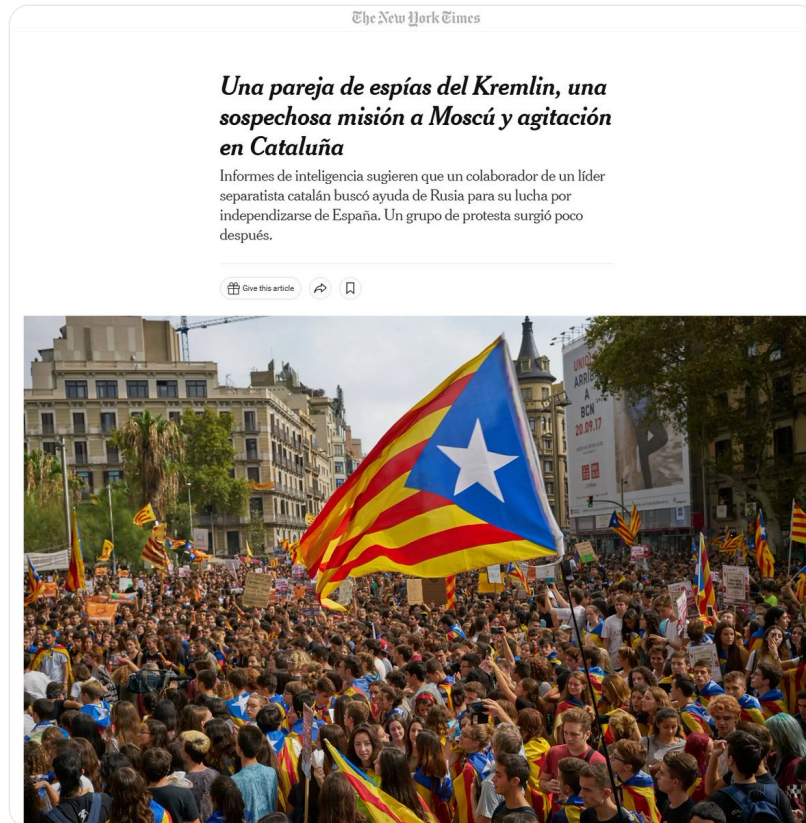 The New York Times
Una pareja de espías del Kremlin, una
sospechosa misión a Moscú y agitación
en Cataluña
Informes de inteligencia sugieren que un colaborador de un líder
separatista catalán buscó ayuda de Rusia para su lucha por
independizarse de España. Un grupo de protesta surgió poco
después.
Give this article
ARRIBA
A
BCN
20.09.17